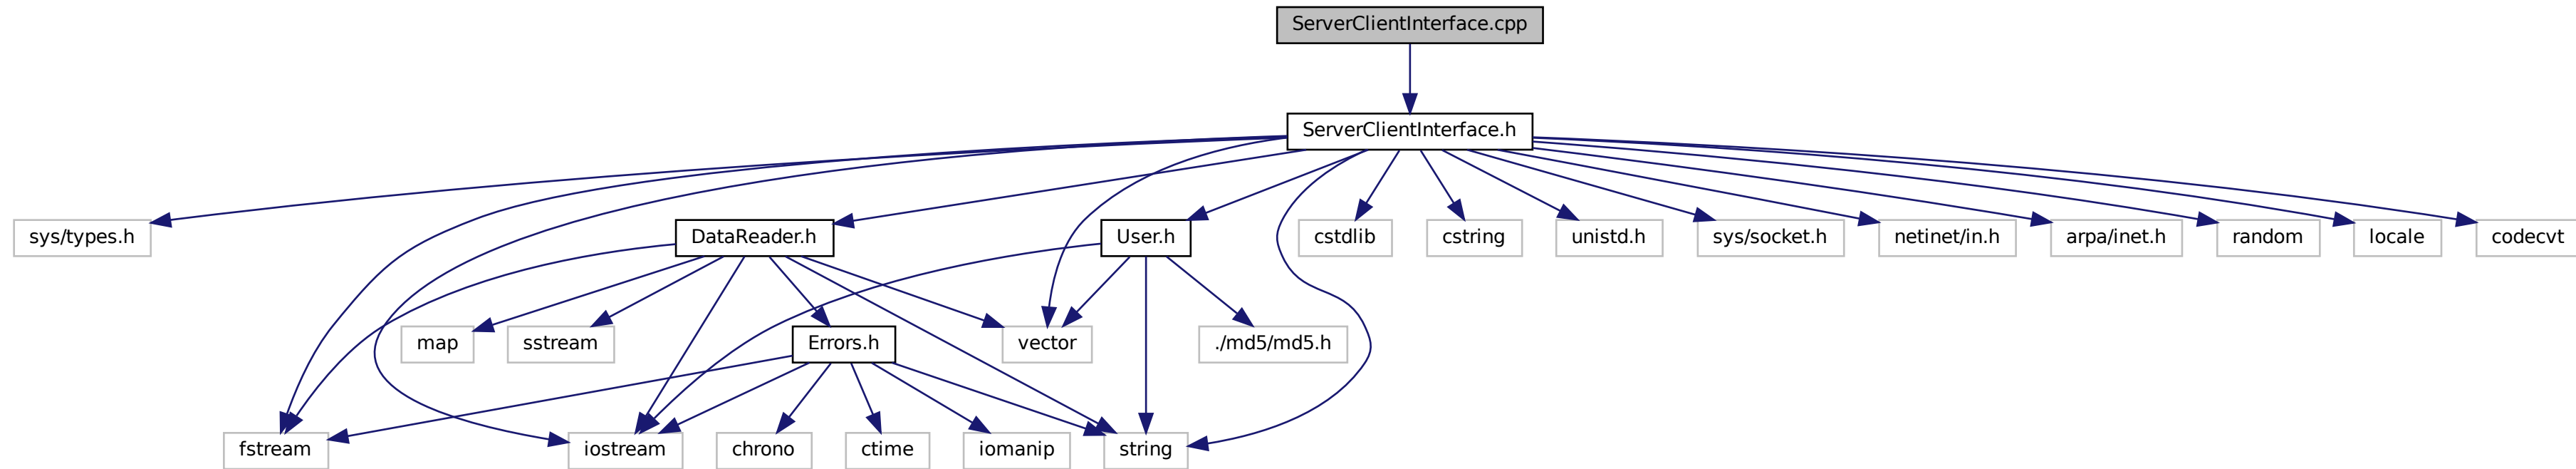 ServerClientInterface.cpp
ServerClientInterface.h
sys/types.h
DataReader.h
User.h
cstdlib
cstring
unistd.h
sys/socket.h
netinet/in.h
arpa/inet.h
random
locale
codecvt
map
sstream
Errors.h
vector
./md5/md5.h
fstream
iostream
chrono
ctime
iomanip
string